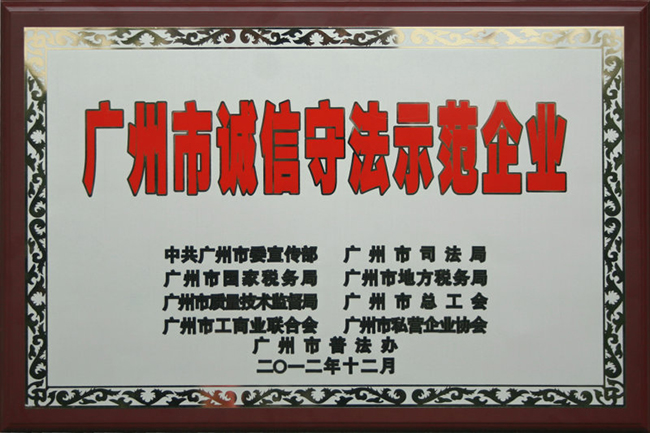 广州市诚信守法示范企业
中共广州市委宣传部 广州市司法局
广州市国家税务局 广州市地方税务局
广州市质量技术监督局 广州市总工会
广州市工商业联合会 广州市私营企业协会
广州市普法办
二〇一二年十二月